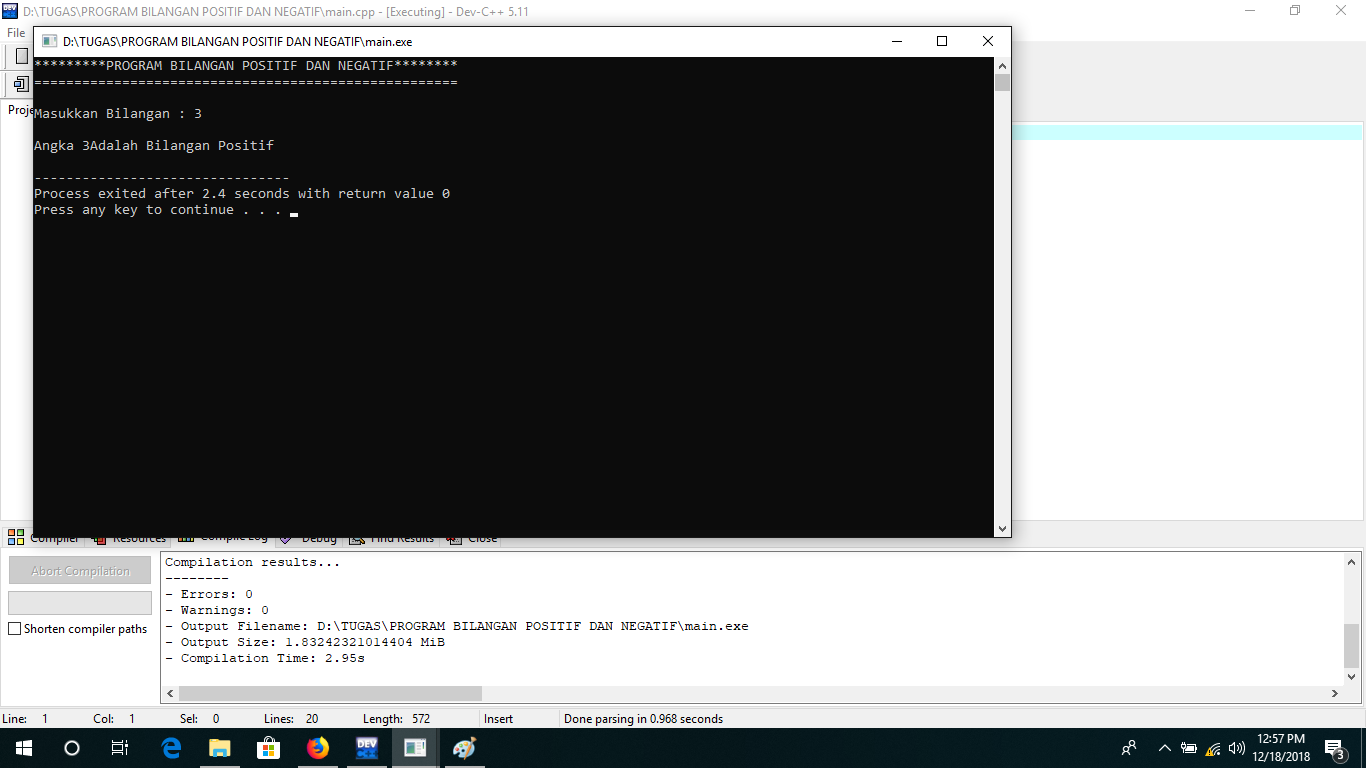 D:\TUGAS\PROGRAM BILANGAN POSITIF DAN NEGATIF\main.cpp - [Executing] - Dev-C++ 5.11
File
D:\TUGAS\PROGRAM BILANGAN POSITIF DAN NEGATIF\main.exe
*********PROGRAM BILANGAN POSITIF DAN NEGATIF********
=====================================================
Proje
Masukkan Bilangan : 3
Angka 3Adalah Bilangan Positif
--------------------------------
Process exited after 2.4 seconds with return value 0
Press any key to continue . . .
Compiler Resources Compile Log Debug Find Results Close
Abort Compilation
Shorten compiler paths
Compilation results...
--------
- Errors: 0
- Warnings: 0
- Output Filename: D:\TUGAS\PROGRAM BILANGAN POSITIF DAN NEGATIF\main.exe
- Output Size: 1.83242321014404 MiB
- Compilation Time: 2.95s
Line: 1 Col: 1 Sel: 0 Lines: 20 Length: 572 Insert Done parsing in 0.968 seconds
DEV
12:57 PM
12/18/2018
3